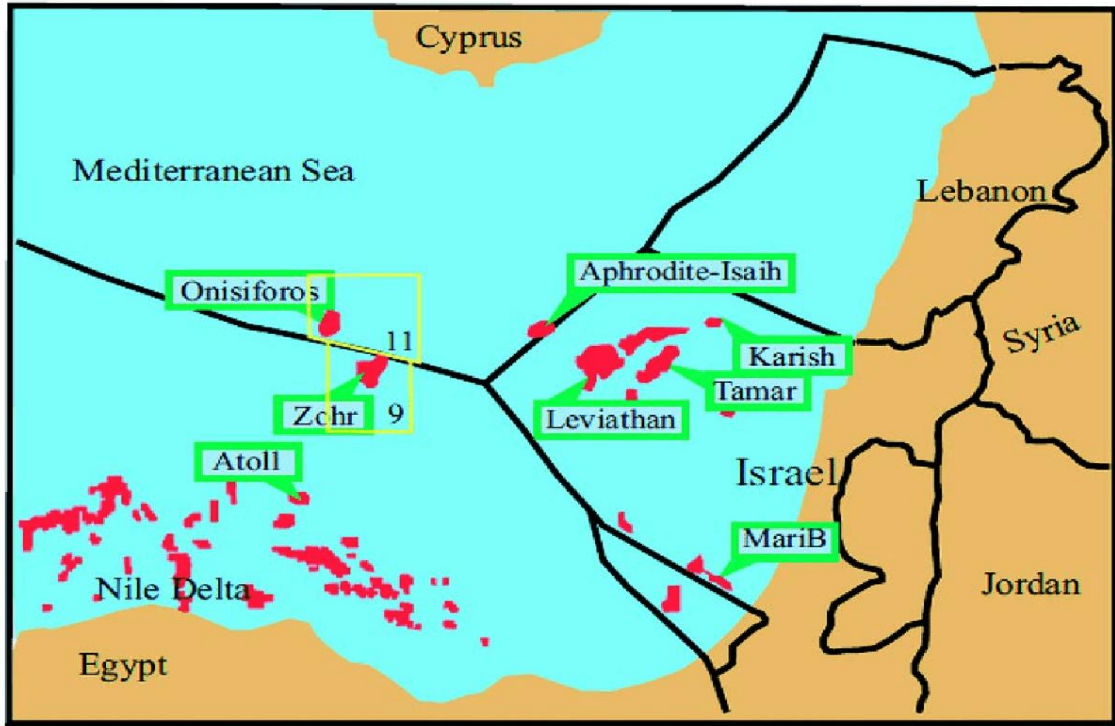 Cyprus
Mediterranean Sea
Lebanon
Aphrodite-Isaih
Onisiforos
Syria
11
Karish
Tamar
Zohr
9
Leviathan
Atoll
Israel
MariB
Nile Delta
Jordan
Egypt